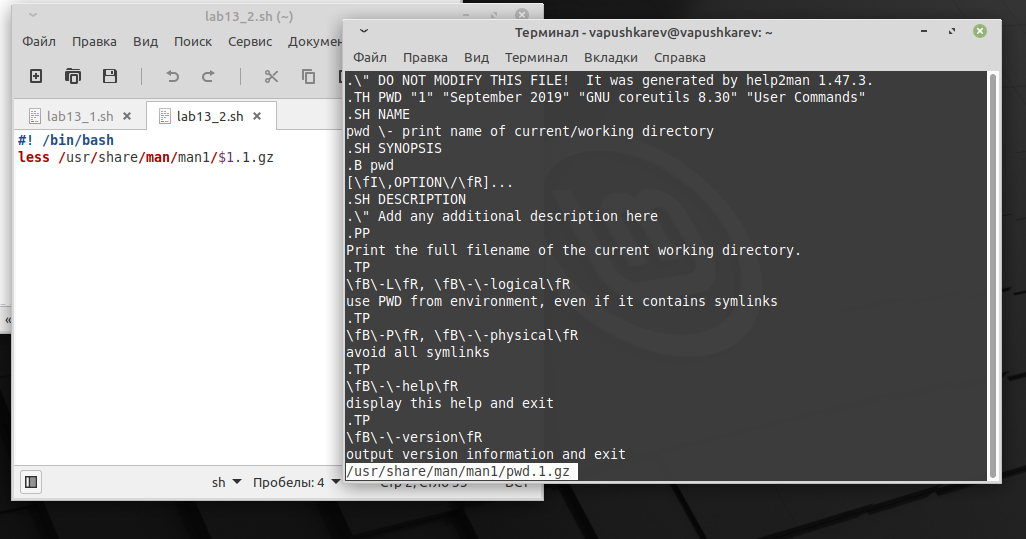 lab13_2.sh (~)
Файл Правка Вид Поиск Сервис Докумен
lab13_1.sh × lab13_2.sh ×
#! /bin/bash
less /usr/share/man/man1/$1.1.gz
sh Пробелы: 4
Терминал - vapushkarev@vapushkarev: ~
Файл Правка Вид Терминал Вкладки Справка
.\" DO NOT MODIFY THIS FILE!  It was generated by help2man 1.47.3.
.TH PWD "1" "September 2019" "GNU coreutils 8.30" "User Commands"
.SH NAME
pwd \- print name of current/working directory
.SH SYNOPSIS
.B pwd
[\fI\,OPTION\/\fR]...
.SH DESCRIPTION
.\" Add any additional description here
.PP
Print the full filename of the current working directory.
.TP
\fB\-L\fR, \fB\-\-logical\fR
use PWD from environment, even if it contains symlinks
.TP
\fB\-P\fR, \fB\-\-physical\fR
avoid all symlinks
.TP
\fB\-\-help\fR
display this help and exit
.TP
\fB\-\-version\fR
output version information and exit
/usr/share/man/man1/pwd.1.gz